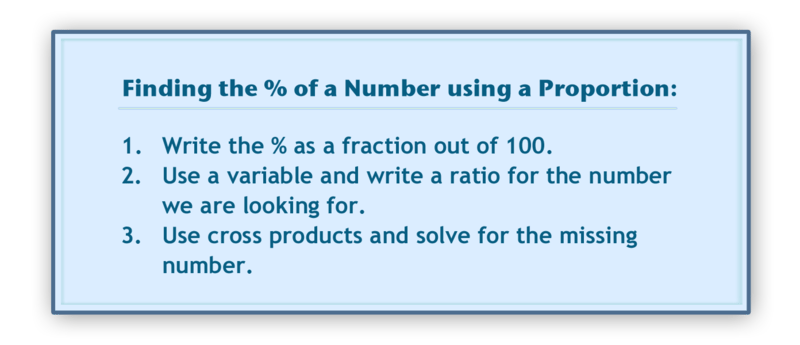 Finding the % of a Number using a Proportion:
1. Write the % as a fraction out of 100.
2. Use a variable and write a ratio for the number
we are looking for.
3. Use cross products and solve for the missing
number.